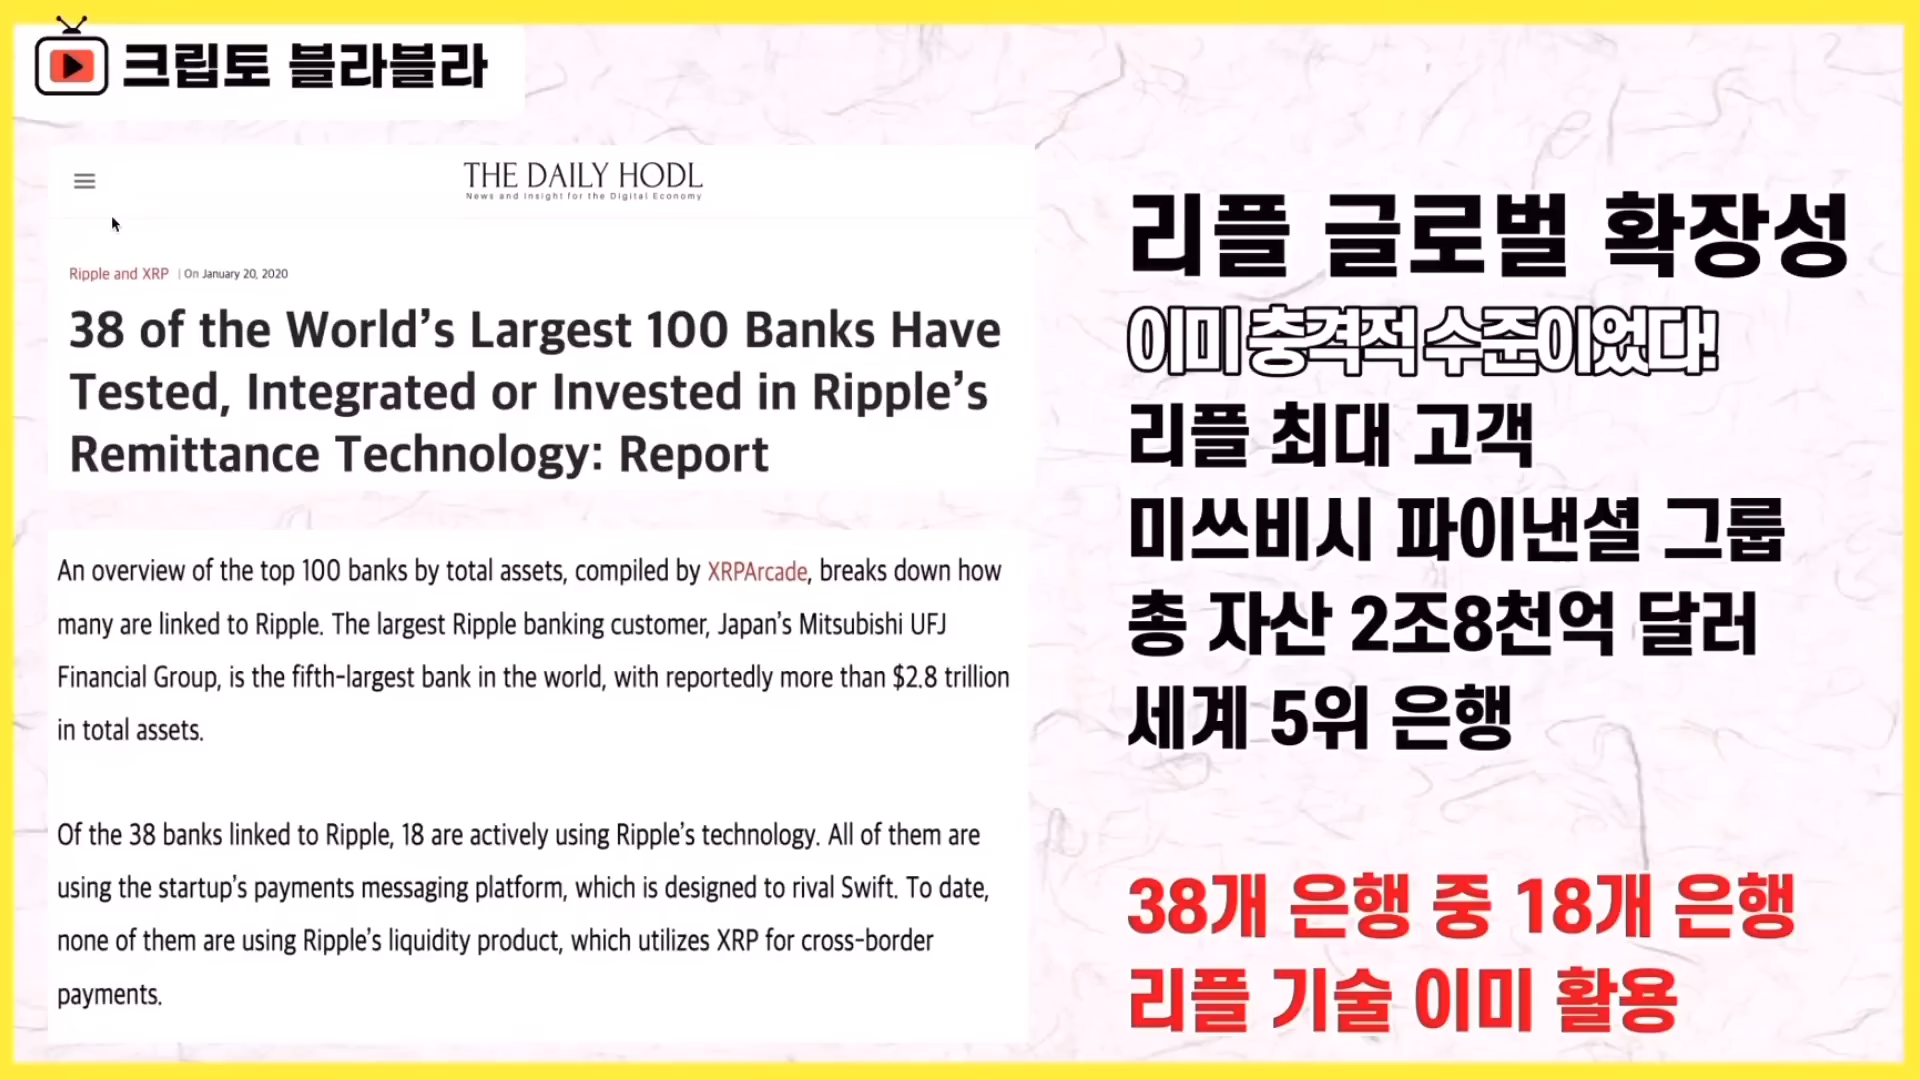 크립토 블라블라
THE DAILY HODL
News and Insight for the Digital Economy
Ripple and XRP | On January 20, 2020
38 of the World's Largest 100 Banks Have
Tested, Integrated or Invested in Ripple's
Remittance Technology: Report
An overview of the top 100 banks by total assets, compiled by XRPArcade, breaks down how
many are linked to Ripple. The largest Ripple banking customer, Japan's Mitsubishi UFJ
Financial Group, is the fifth-largest bank in the world, with reportedly more than $2.8 trillion
in total assets.
Of the 38 banks linked to Ripple, 18 are actively using Ripple's technology. All of them are
using the startup's payments messaging platform, which is designed to rival Swift. To date,
none of them are using Ripple's liquidity product, which utilizes XRP for cross-border
payments.
리플 글로벌 확장성
이미 충격적 수준이었다!
리플 최대 고객
미쓰비시 파이낸셜 그룹
총 자산 2조8천억 달러
세계 5위 은행
38개 은행 중 18개 은행
리플 기술 이미 활용